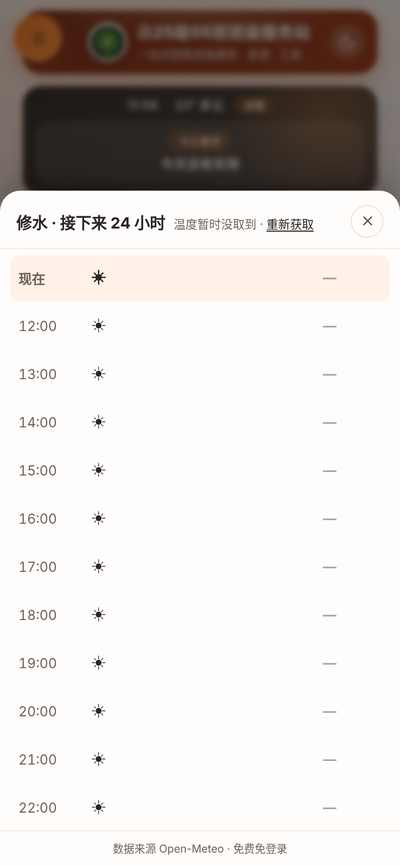 修水 · 接下来 24 小时 温度暂时没取到 · 重新获取 ×
现在 ☀ —
12:00 ☀ —
13:00 ☀ —
14:00 ☀ —
15:00 ☀ —
16:00 ☀ —
17:00 ☀ —
18:00 ☀ —
19:00 ☀ —
20:00 ☀ —
21:00 ☀ —
22:00 ☀ —
数据来源 Open-Meteo · 免费免登录